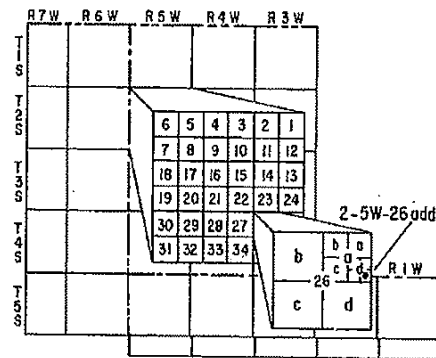 R7W R6W R5W R4W R3W
T1S
T2S
T3S
T4S
T5S
6 5 4 3 2 1
7 8 9 10 11 12
18 17 16 15 14 13
19 20 21 22 23 24
30 29 28 27
31 32 33 34
2-5W-26add
R1W
b b a
a
c d
26
c d